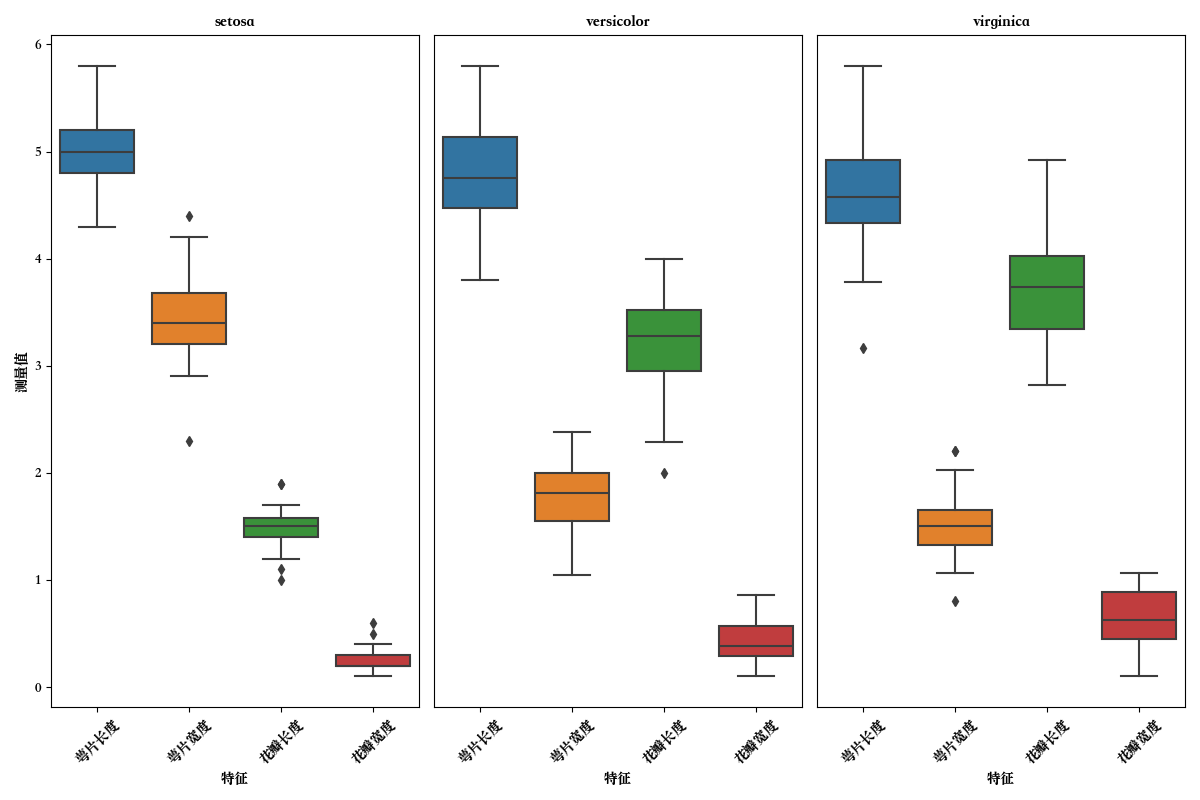 setosa
versicolor
virginica
测量值
6
5
4
3
2
1
0
萼片长度
萼片宽度
花瓣长度
花瓣宽度
特征
萼片长度
萼片宽度
花瓣长度
花瓣宽度
特征
萼片长度
萼片宽度
花瓣长度
花瓣宽度
特征